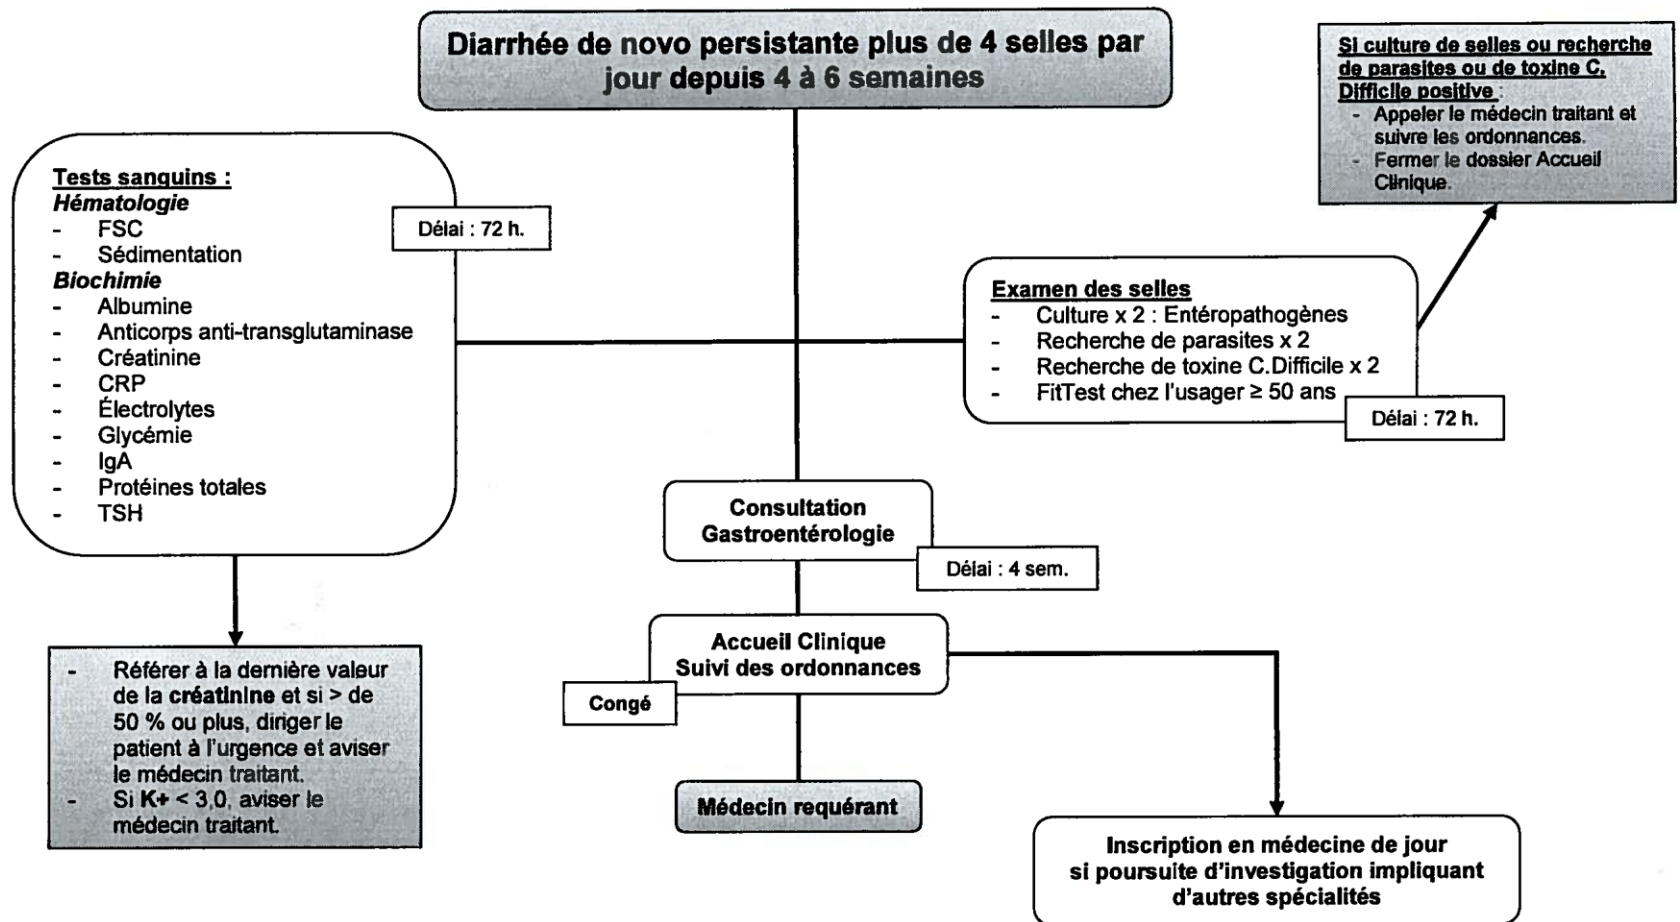 Diarrhée de novo persistante plus de 4 selles par
jour depuis 4 à 6 semaines
Si culture de selles ou recherche
de parasites ou de toxine C.
Difficile positive :
- Appeler le médecin traitant et
suivre les ordonnances.
- Fermer le dossier Accueil
Clinique.
Tests sanguins :
Hématologie
- FSC
- Sédimentation
Biochimie
- Albumine
- Anticorps anti-transglutaminase
- Créatinine
- CRP
- Électrolytes
- Glycémie
- IgA
- Protéines totales
- TSH
Délai : 72 h.
Examen des selles
- Culture x 2 : Entéropathogènes
- Recherche de parasites x 2
- Recherche de toxine C.Difficile x 2
- FitTest chez l'usager ≥ 50 ans
Délai : 72 h.
Consultation
Gastroentérologie
Délai : 4 sem.
Accueil Clinique
Suivi des ordonnances
Congé
- Référer à la dernière valeur
de la créatinine et si > de
50 % ou plus, diriger le
patient à l'urgence et aviser
le médecin traitant.
- Si K+ < 3,0, aviser le
médecin traitant.
Médecin requérant
Inscription en médecine de jour
si poursuite d'investigation impliquant
d'autres spécialités